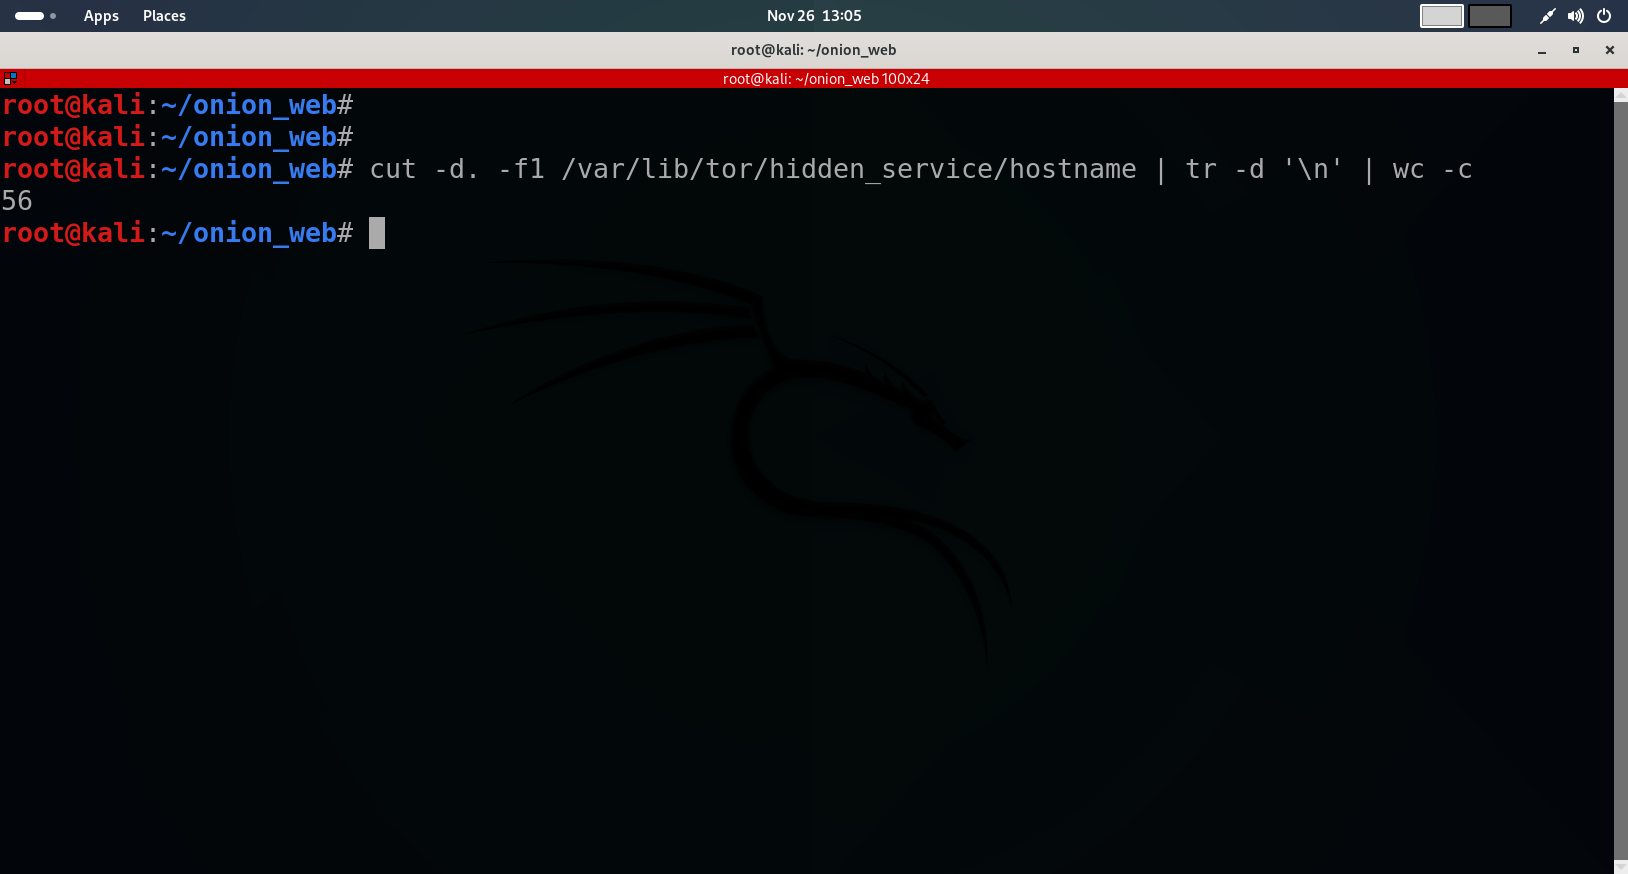 Apps Places Nov 26 13:05
root@kali: ~/onion_web
root@kali: ~/onion_web 100x24
root@kali:~/onion_web#
root@kali:~/onion_web#
root@kali:~/onion_web# cut -d. -f1 /var/lib/tor/hidden_service/hostname | tr -d '\n' | wc -c
56
root@kali:~/onion_web#